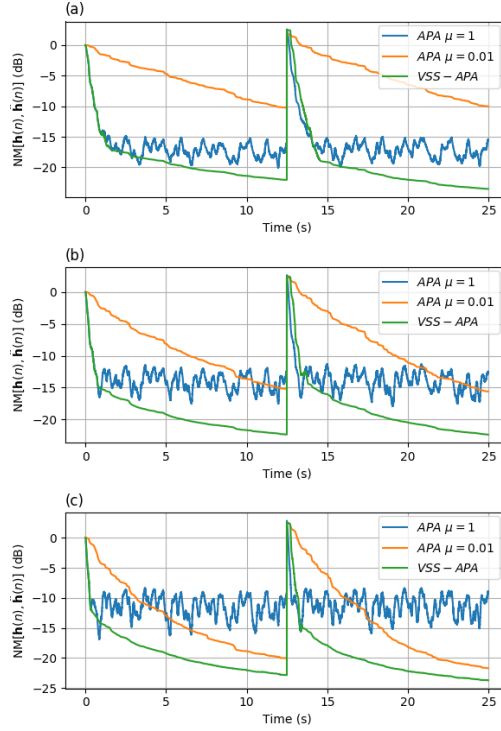 (a)
NM[h(n), ḧ(n)] (dB)
0
−5
−10
−15
−20
APA μ = 1
APA μ = 0.01
VSS − APA
0 5 10 15 20 25
Time (s)
(b)
NM[h(n), ḧ(n)] (dB)
0
−5
−10
−15
−20
APA μ = 1
APA μ = 0.01
VSS − APA
0 5 10 15 20 25
Time (s)
(c)
NM[h(n), ḧ(n)] (dB)
0
−5
−10
−15
−20
−25
APA μ = 1
APA μ = 0.01
VSS − APA
0 5 10 15 20 25
Time (s)